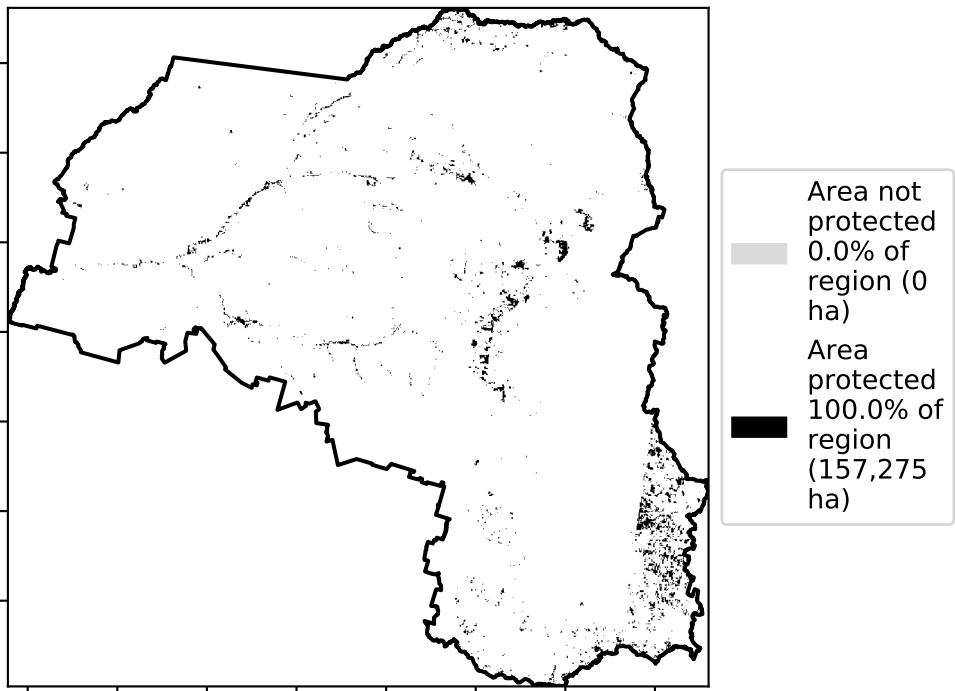 Area not
protected
0.0% of
region (0
ha)
Area
protected
100.0% of
region
(157,275
ha)